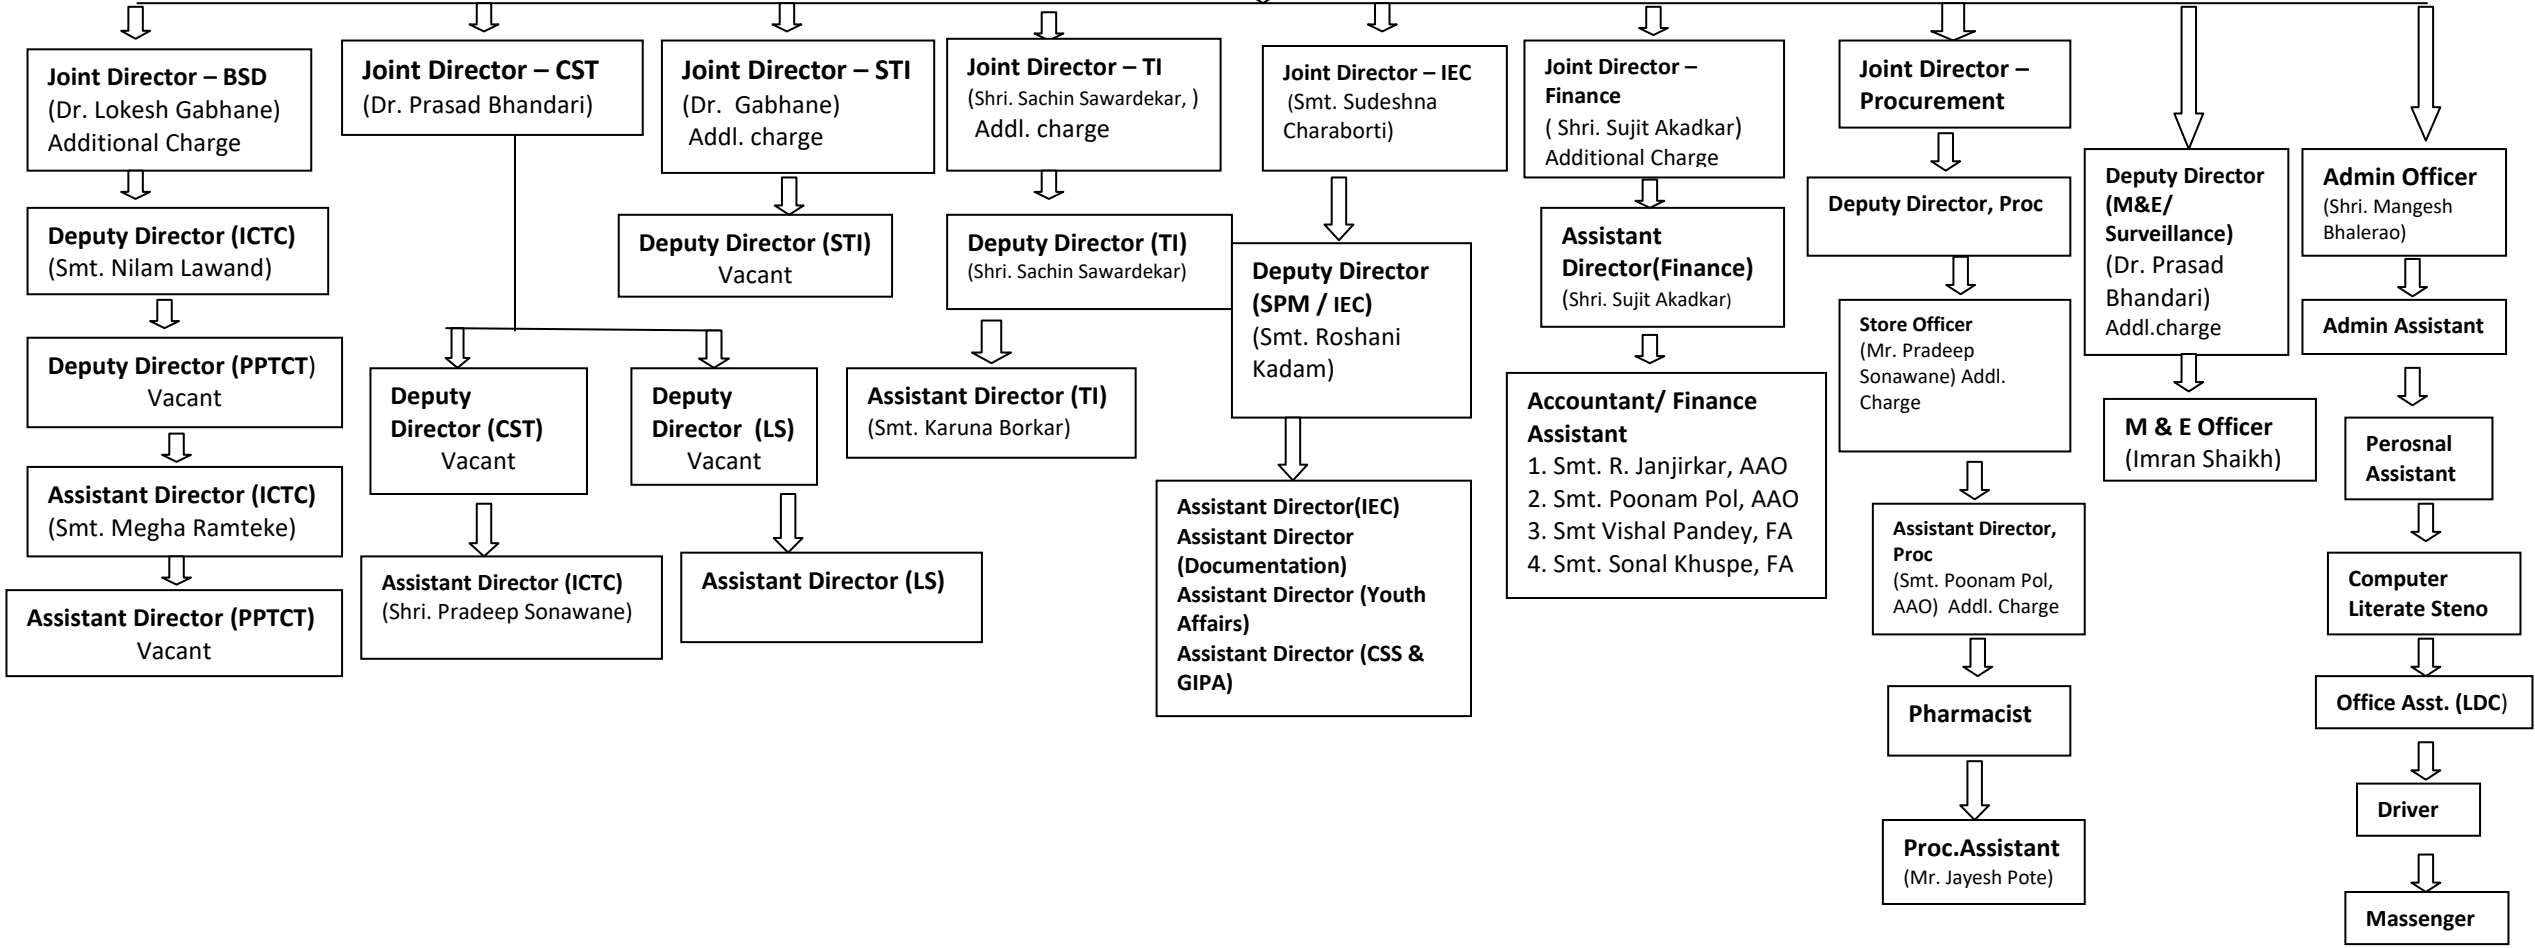 Joint Director – BSD
(Dr. Lokesh Gabhane)
Additional Charge
Deputy Director (ICTC)
(Smt. Nilam Lawand)
Deputy Director (PPTCT)
Vacant
Assistant Director (ICTC)
(Smt. Megha Ramteke)
Assistant Director (PPTCT)
Vacant
Joint Director – CST
(Dr. Prasad Bhandari)
Deputy
Director (CST)
Vacant
Assistant Director (ICTC)
(Shri. Pradeep Sonawane)
Deputy
Director (LS)
Vacant
Assistant Director (LS)
Joint Director – STI
(Dr. Gabhane)
Addl. charge
Deputy Director (STI)
Vacant
Joint Director – TI
(Shri. Sachin Sawardekar, )
Addl. charge
Deputy Director (TI)
(Shri. Sachin Sawardekar)
Assistant Director (TI)
(Smt. Karuna Borkar)
Joint Director – IEC
(Smt. Sudeshna
Charaborti)
Deputy Director
(SPM / IEC)
(Smt. Roshani
Kadam)
Assistant Director(IEC)
Assistant Director
(Documentation)
Assistant Director (Youth
Affairs)
Assistant Director (CSS &
GIPA)
Joint Director –
Finance
( Shri. Sujit Akadkar)
Additional Charge
Assistant
Director(Finance)
(Shri. Sujit Akadkar)
Accountant/ Finance
Assistant
1. Smt. R. Janjirkar, AAO
2. Smt. Poonam Pol, AAO
3. Smt Vishal Pandey, FA
4. Smt. Sonal Khuspe, FA
Joint Director –
Procurement
Deputy Director, Proc
Store Officer
(Mr. Pradeep
Sonawane) Addl.
Charge
Assistant Director,
Proc
(Smt. Poonam Pol,
AAO) Addl. Charge
Pharmacist
Proc.Assistant
(Mr. Jayesh Pote)
Deputy Director
(M&E/
Surveillance)
(Dr. Prasad
Bhandari)
Addl.charge
M & E Officer
(Imran Shaikh)
Admin Officer
(Shri. Mangesh
Bhalerao)
Admin Assistant
Perosnal
Assistant
Computer
Literate Steno
Office Asst. (LDC)
Driver
Massenger